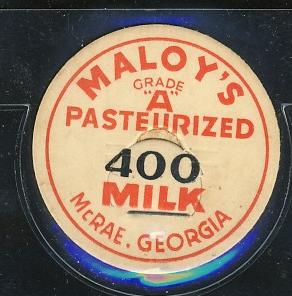 MALOY'S
GRADE
"A"
PASTEURIZED
400
MILK
McRAE, GEORGIA